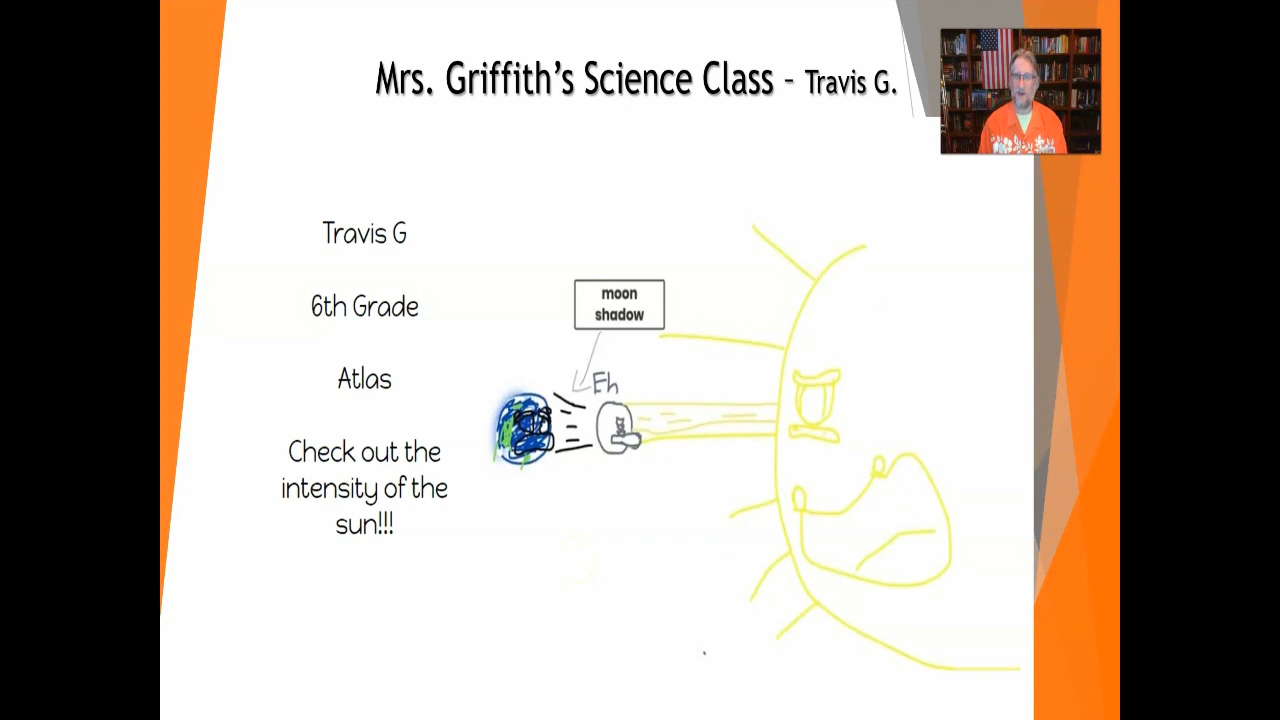 Mrs. Griffith's Science Class - Travis G.
Travis G
6th Grade
Atlas
Check out the
intensity of the
sun!!!
moon
shadow
Eh